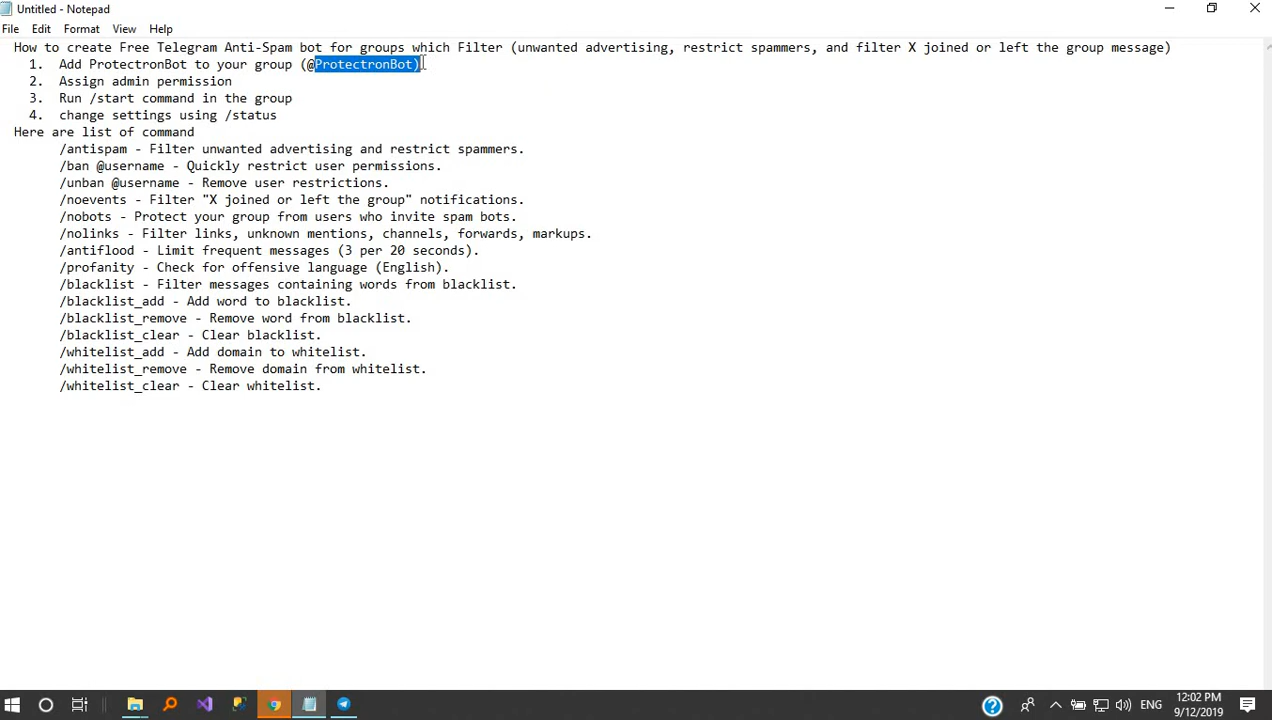 Untitled - Notepad
File Edit Format View Help
How to create Free Telegram Anti-Spam bot for groups which Filter (unwanted advertising, restrict spammers, and filter X joined or left the group message)
1. Add ProtectronBot to your group (@ProtectronBot)
2. Assign admin permission
3. Run /start command in the group
4. change settings using /status
Here are list of command
/antispam - Filter unwanted advertising and restrict spammers.
/ban @username - Quickly restrict user permissions.
/unban @username - Remove user restrictions.
/noevents - Filter "X joined or left the group" notifications.
/nobots - Protect your group from users who invite spam bots.
/nolinks - Filter links, unknown mentions, channels, forwards, markups.
/antiflood - Limit frequent messages (3 per 20 seconds).
/profanity - Check for offensive language (English).
/blacklist - Filter messages containing words from blacklist.
/blacklist_add - Add word to blacklist.
/blacklist_remove - Remove word from blacklist.
/blacklist_clear - Clear blacklist.
/whitelist_add - Add domain to whitelist.
/whitelist_remove - Remove domain from whitelist.
/whitelist_clear - Clear whitelist.
ENG
12:02 PM
9/12/2019